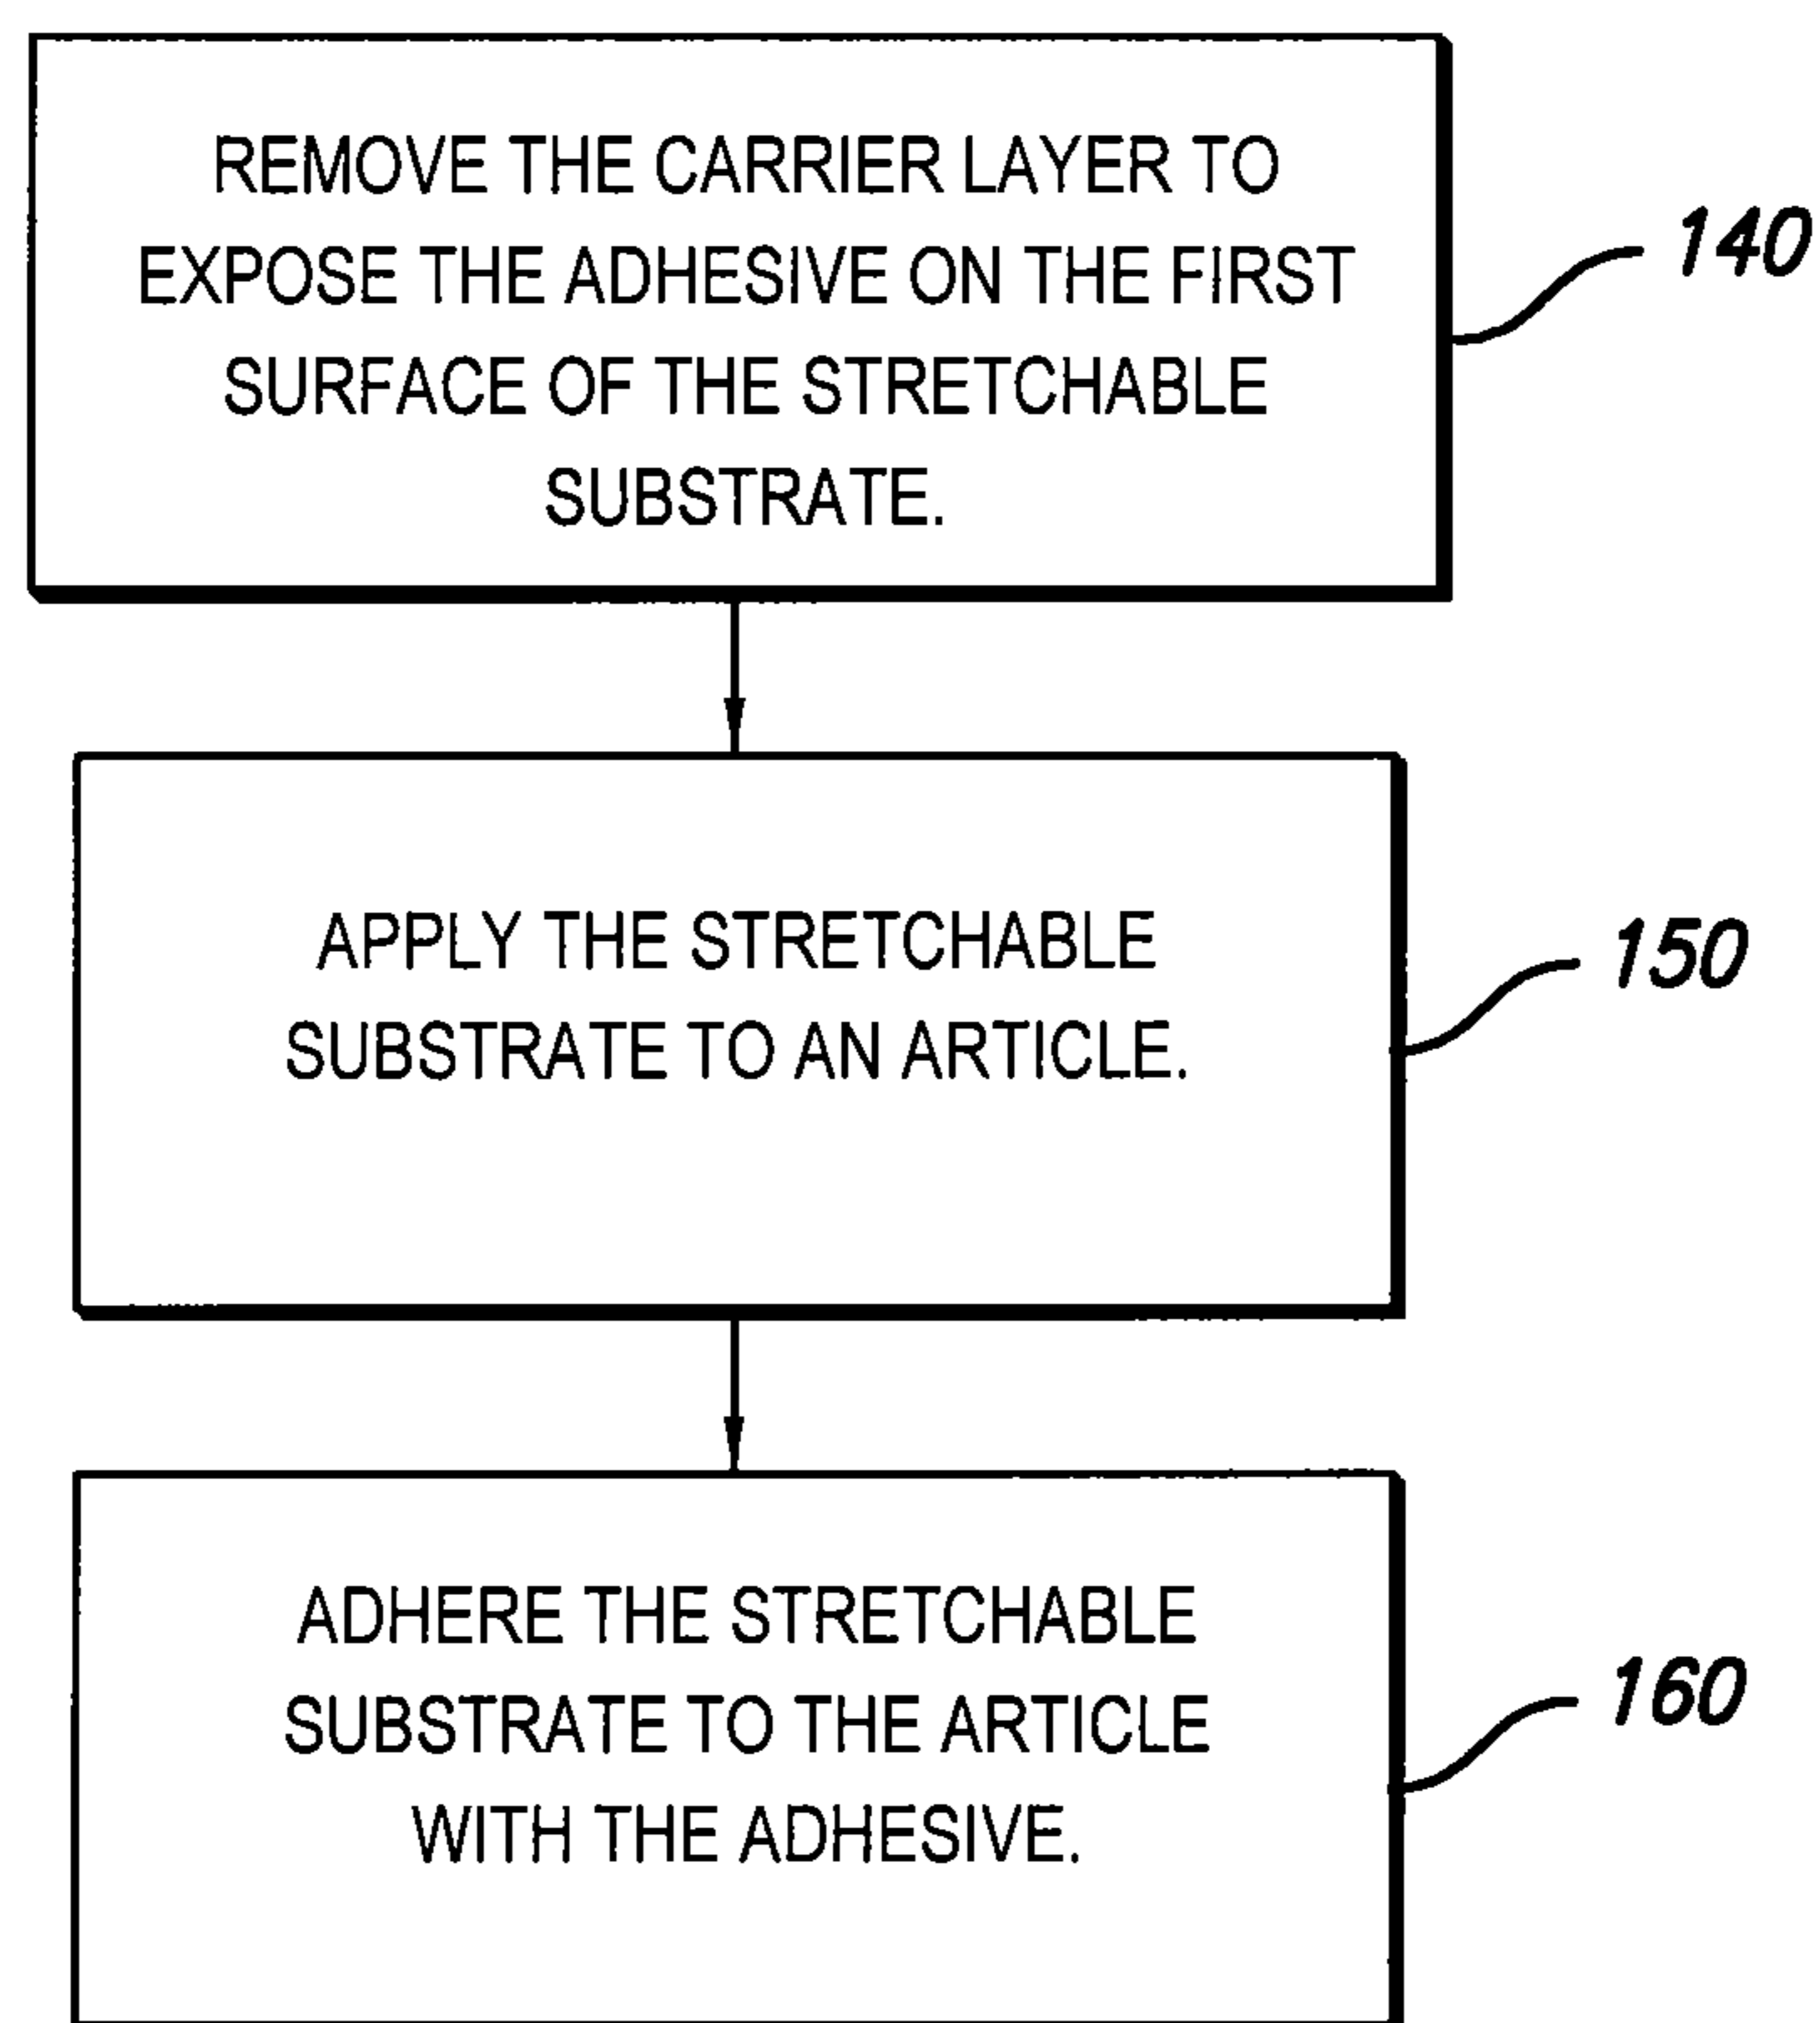 REMOVE THE CARRIER LAYER TO
EXPOSE THE ADHESIVE ON THE FIRST
SURFACE OF THE STRETCHABLE
SUBSTRATE.
140
APPLY THE STRETCHABLE
SUBSTRATE TO AN ARTICLE.
150
ADHERE THE STRETCHABLE
SUBSTRATE TO THE ARTICLE
WITH THE ADHESIVE.
160